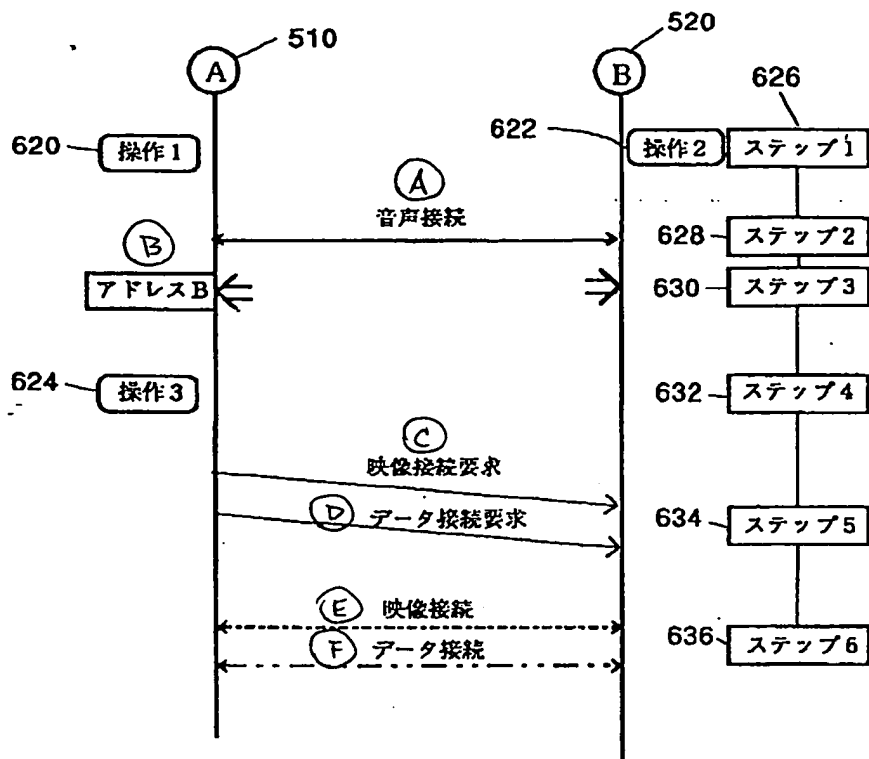 510
520
A
B
626
620
操作1
622
操作2
ステップ1
A
音声接続
628
ステップ2
B
アドレスB
630
ステップ3
624
操作3
632
ステップ4
C
映像接続要求
D
データ接続要求
634
ステップ5
E
映像接続
F
データ接続
636
ステップ6